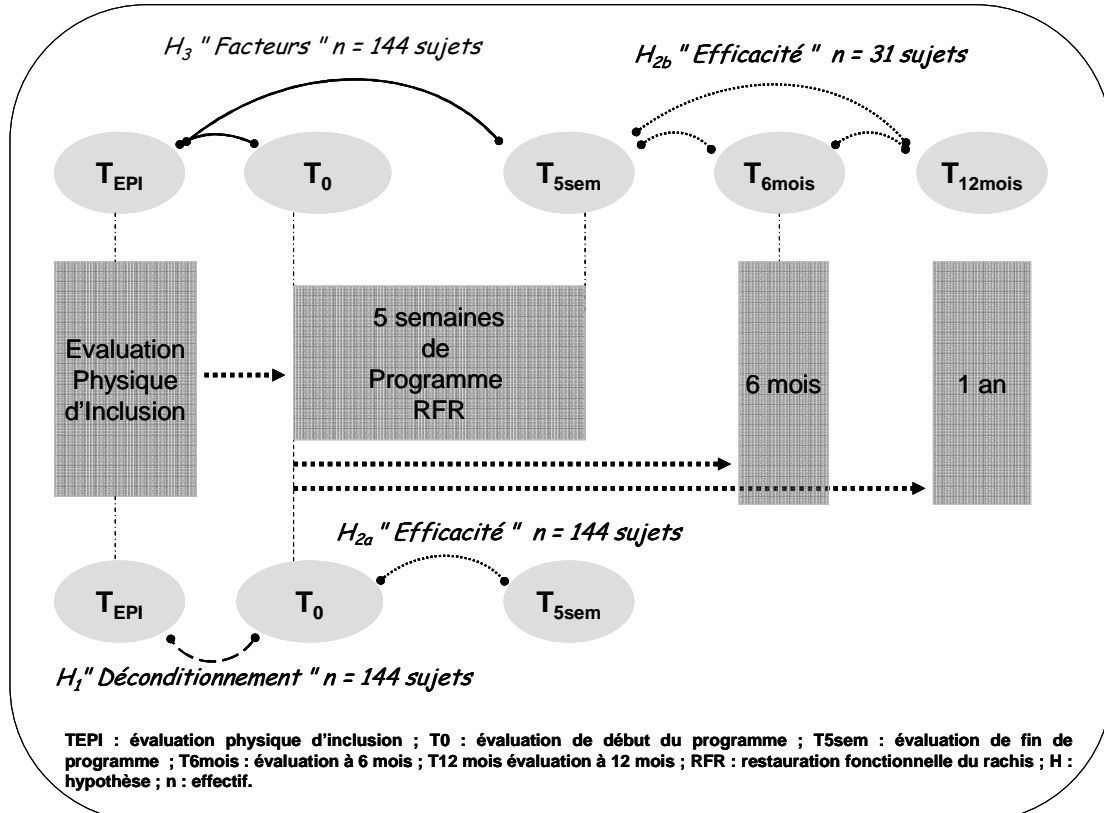 H3 " Facteurs " n = 144 sujets
H2b " Efficacité " n = 31 sujets
TEPI
T0
T5sem
T6mois
T12mois
Evaluation
Physique
d'Inclusion
5 semaines
de
Programme
RFR
6 mois
1 an
H2a " Efficacité " n = 144 sujets
TEPI
T0
T5sem
H1" Déconditionnement " n = 144 sujets
TEPI : évaluation physique d'inclusion ; T0 : évaluation de début du programme ; T5sem : évaluation de fin de
programme ; T6mois : évaluation à 6 mois ; T12 mois évaluation à 12 mois ; RFR : restauration fonctionnelle du rachis ; H :
hypothèse ; n : effectif.